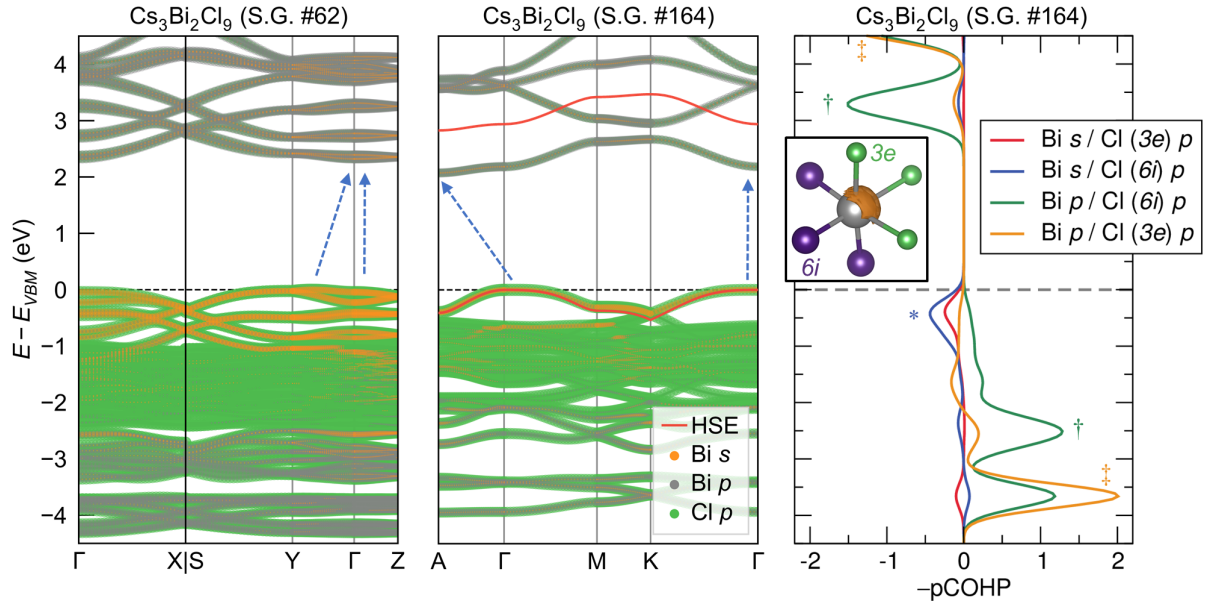 Cs₃Bi₂Cl₉ (S.G. #62)
Cs₃Bi₂Cl₉ (S.G. #164)
Cs₃Bi₂Cl₉ (S.G. #164)
E − E_VBM (eV)
4
3
2
1
0
−1
−2
−3
−4
Γ
X|S
Y
Γ
Z
HSE
Bi s
Bi p
Cl p
A
Γ
M
K
Γ
‡
†
3e
6i
Bi s / Cl (3e) p
Bi s / Cl (6i) p
Bi p / Cl (6i) p
Bi p / Cl (3e) p
*
†
‡
-2
-1
0
1
2
−pCOHP